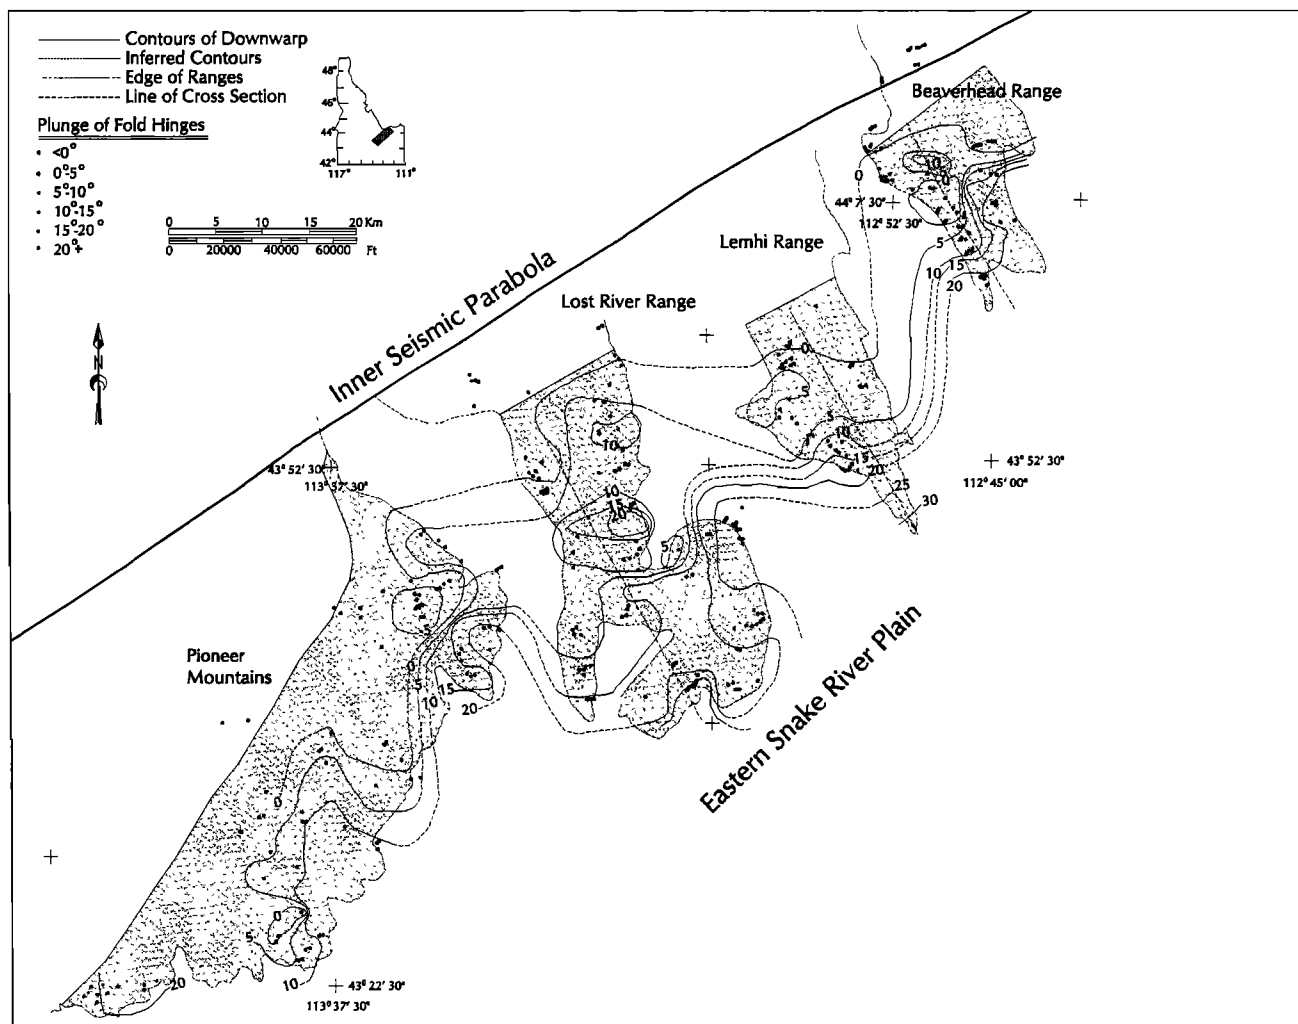 Contours of Downwarp
Inferred Contours
Edge of Ranges
Line of Cross Section
Plunge of Fold Hinges
<0°
0°-5°
5°-10°
10°-15°
15°-20°
20°+
48°
46°
44°
42°
117° 111°
0 5 10 15 20 Km
0 20000 40000 60000 Ft
N
Inner Seismic Parabola
Beaverhead Range
10
0
0
44° 7' 30"
112° 52' 30"
5
10
15
20
Lemhi Range
Lost River Range
0
5
5
10
15
20
25
30
43° 52' 30"
112° 45' 00"
43° 52' 30"
113° 37' 30"
10
10
15
20
5
5
0
5
10
15
20
Pioneer
Mountains
Eastern Snake River Plain
0
0
5
10
20
43° 22' 30"
113° 37' 30"